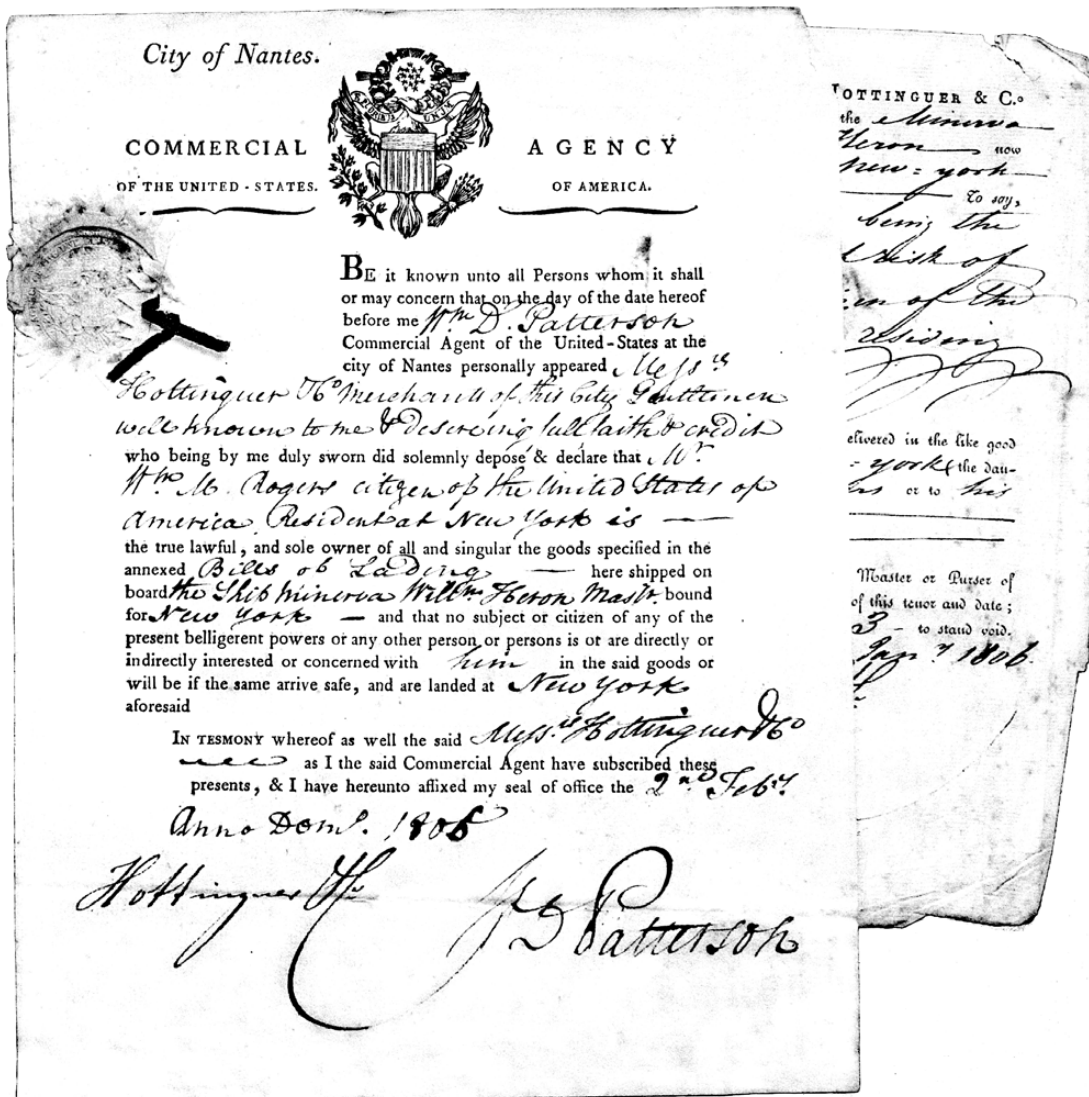 City of Nantes.
COMMERCIAL AGENCY
OF THE UNITED-STATES. OF AMERICA.
BE it known unto all Persons whom it shall
or may concern that on the day of the date hereof
before me Wm D. Patterson
Commercial Agent of the United-States at the
city of Nantes personally appeared Messrs
Hottinguer & Co Merchants of this City Gentlemen
well known to me & deserving full faith & credit
who being by me duly sworn did solemnly depose & declare that Mr.
Wm M. Rogers citizen of the United States of
America, Resident at New York is —
the true lawful, and sole owner of all and singular the goods specified in the
annexed Bills of Lading — here shipped on
board the Ship Minerva Willm. Heron Mastr. bound
for New York — and that no subject or citizen of any of the
present belligerent powers or any other person or persons is or are directly or
indirectly interested or concerned with him in the said goods or
will be if the same arrive safe, and are landed at New York
aforesaid
IN TESMONY whereof as well the said Messrs Hottinguer & Co
as I the said Commercial Agent have subscribed these
presents, & I have hereunto affixed my seal of office the 2nd Feby.
Anno Domi. 1806
Hottinguer & Co
J D Patterson
OTTINGUER & C.o
the Minerva
Heron now
New=york
To say,
being the
risk of
en of the
residing
elivered in the like good
=york (the dan-
or to his
Master or Purser of
of this tenor and date;
3 - to stand void.
Jany 1806